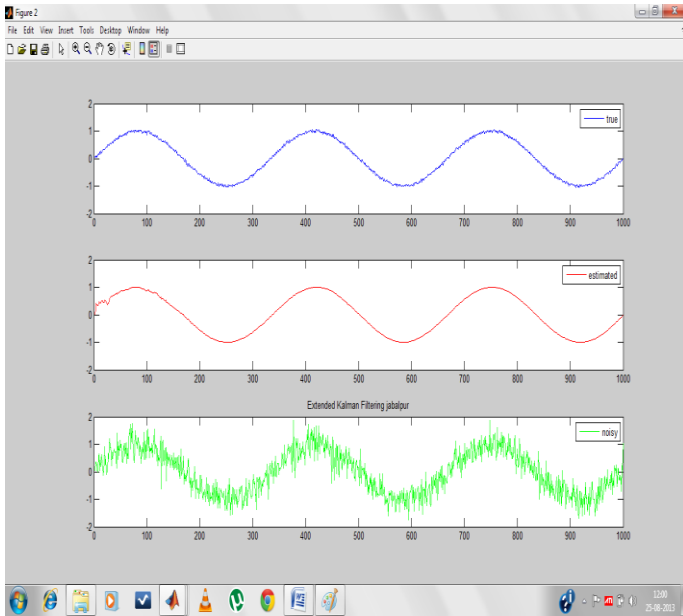 Figure 2
File Edit View Insert Tools Desktop Window Help
2
1
0
-1
-2
true
0 100 200 300 400 500 600 700 800 900 1000
2
1
0
-1
-2
estimated
0 100 200 300 400 500 600 700 800 900 1000
Extended Kalman Filtering jabalpur
2
1
0
-1
-2
noisy
0 100 200 300 400 500 600 700 800 900 1000
12:00
25-08-2013